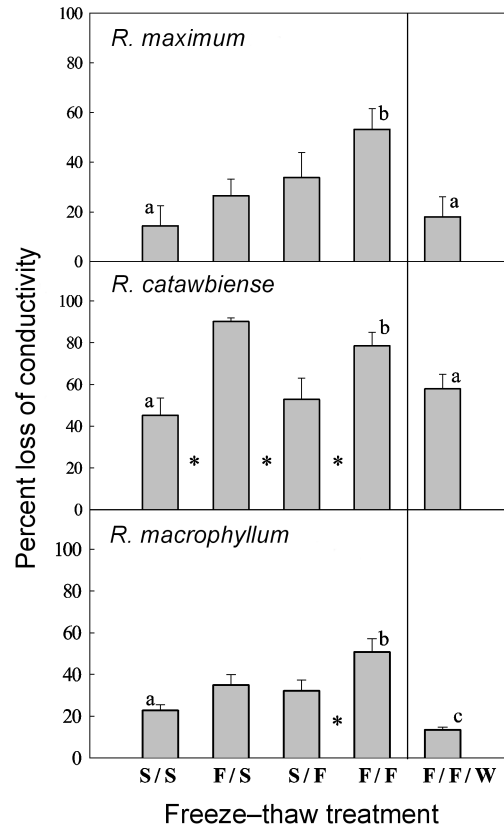 100
R. maximum
80
60
b
40
a
a
20
0
R. catawbiense
100
80
b
60
a
a
40
20
* * *
0
R. macrophyllum
100
80
60
b
40
a
c
20
*
0
S / S F / S S / F F / F F / F / W
Freeze–thaw treatment
Percent loss of conductivity